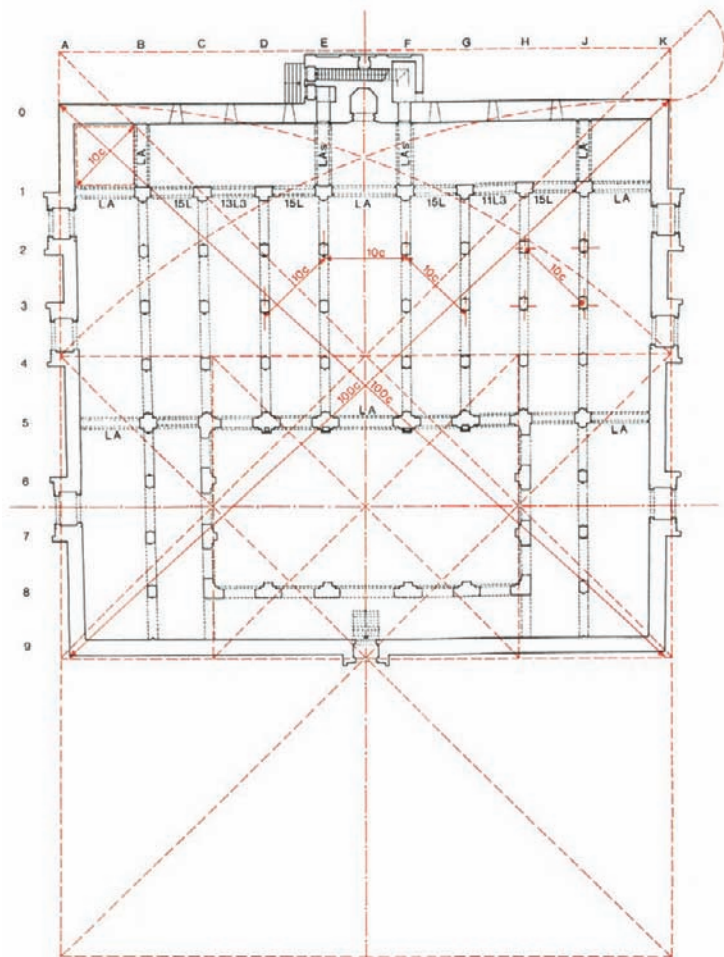 A B C D E F G H J K
0
10c LA LAs LAs LA
1
LA 15L 13L3 15L LA 15L 11L3 15L LA
2
10c 10c 10c 10c
3
4
100c 100c
LA
5
LA LA
6
7
8
9